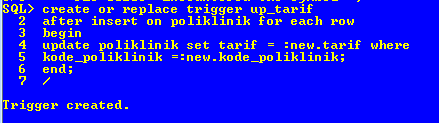 SQL> create or replace trigger up_tarif
2 after insert on poliklinik for each row
3 begin
4 update poliklinik set tarif = :new.tarif where
5 kode_poliklinik =:new.kode_poliklinik;
6 end;
7 /
Trigger created.